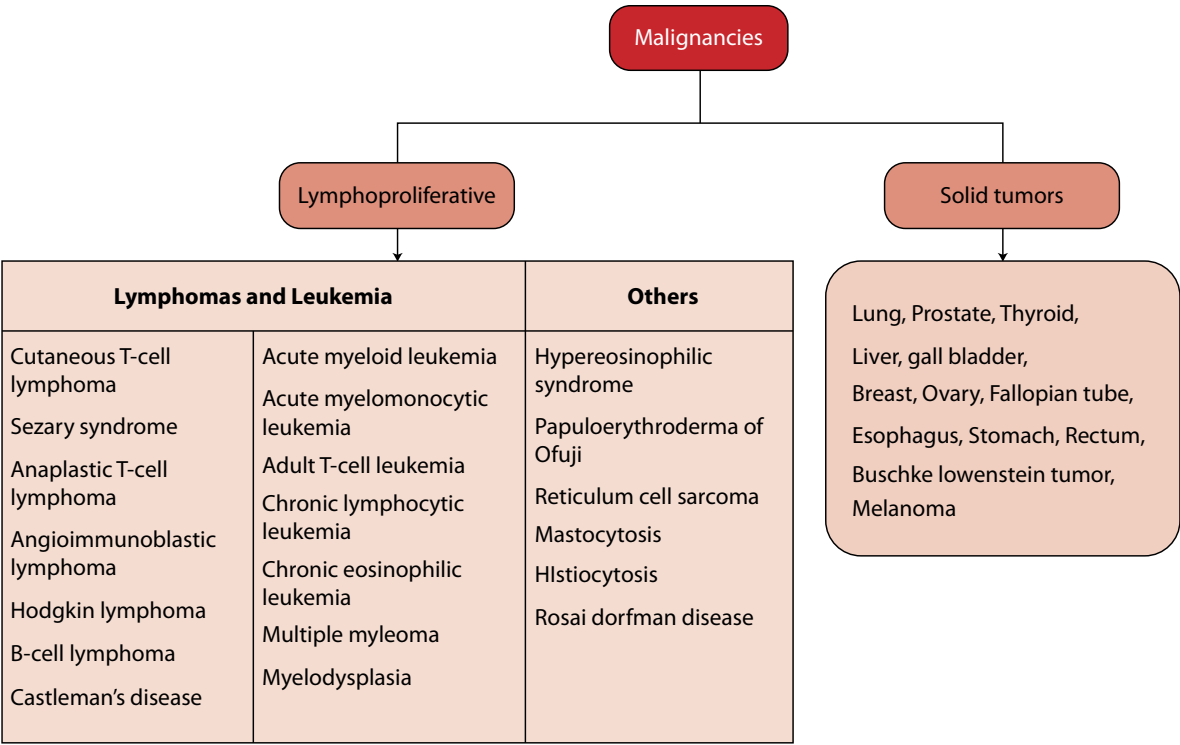 Malignancies
Lymphoproliferative
Solid tumors
Lymphomas and Leukemia
Others
Cutaneous T-cell
lymphoma
Sezary syndrome
Anaplastic T-cell
lymphoma
Angioimmunoblastic
lymphoma
Hodgkin lymphoma
B-cell lymphoma
Castleman’s disease
Acute myeloid leukemia
Acute myelomonocytic
leukemia
Adult T-cell leukemia
Chronic lymphocytic
leukemia
Chronic eosinophilic
leukemia
Multiple myleoma
Myelodysplasia
Hypereosinophilic
syndrome
Papuloerythroderma of
Ofuji
Reticulum cell sarcoma
Mastocytosis
HIstiocytosis
Rosai dorfman disease
Lung, Prostate, Thyroid,
Liver, gall bladder,
Breast, Ovary, Fallopian tube,
Esophagus, Stomach, Rectum,
Buschke lowenstein tumor,
Melanoma